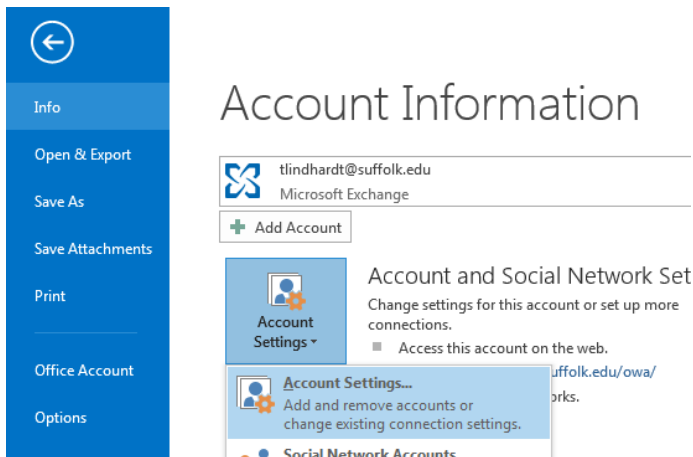 Info
Open & Export
Save As
Save Attachments
Print
Office Account
Options
Account Information
tlindhardt@suffolk.edu
Microsoft Exchange
Add Account
Account
Settings
Account and Social Network Set
Change settings for this account or set up more
connections.
Access this account on the web.
uffolk.edu/owa/
orks.
Account Settings...
Add and remove accounts or
change existing connection settings.
Social Network Accounts